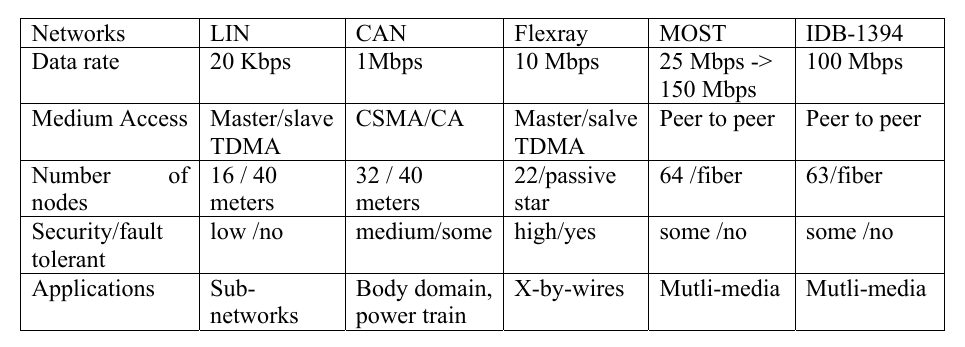 Networks LIN CAN Flexray MOST IDB-1394
Data rate 20 Kbps 1Mbps 10 Mbps 25 Mbps -> 100 Mbps
150 Mbps
Medium Access Master/slave CSMA/CA Master/salve Peer to peer Peer to peer
TDMA TDMA
Number of 16 / 40 32 / 40 22/passive 64 /fiber 63/fiber
nodes meters meters star
Security/fault low /no medium/some high/yes some /no some /no
tolerant
Applications Sub- Body domain, X-by-wires Mutli-media Mutli-media
networks power train